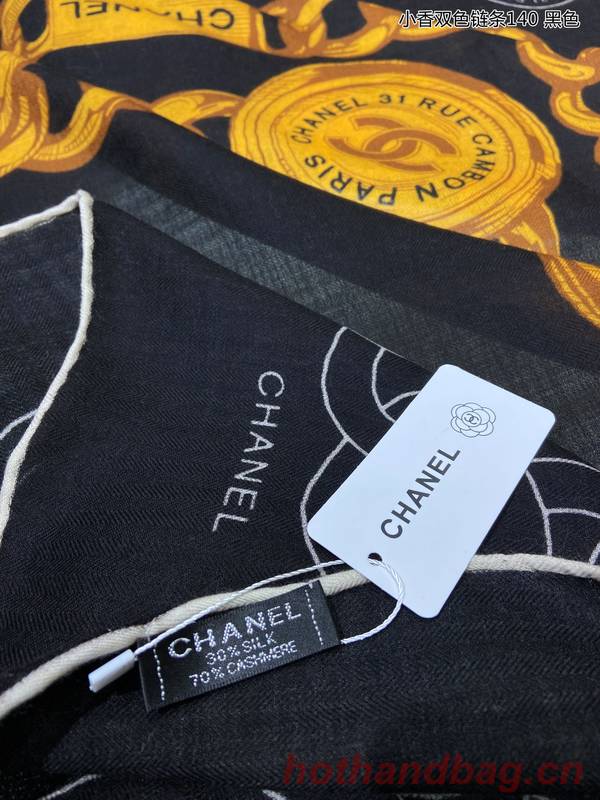 小香双色链条140 黑色
CHANEL
CHANEL 31 RUE CAMBON PARIS
CHANEL
CHANEL
CHANEL
30% SILK
70% CASHMERE
hothandbag.cn